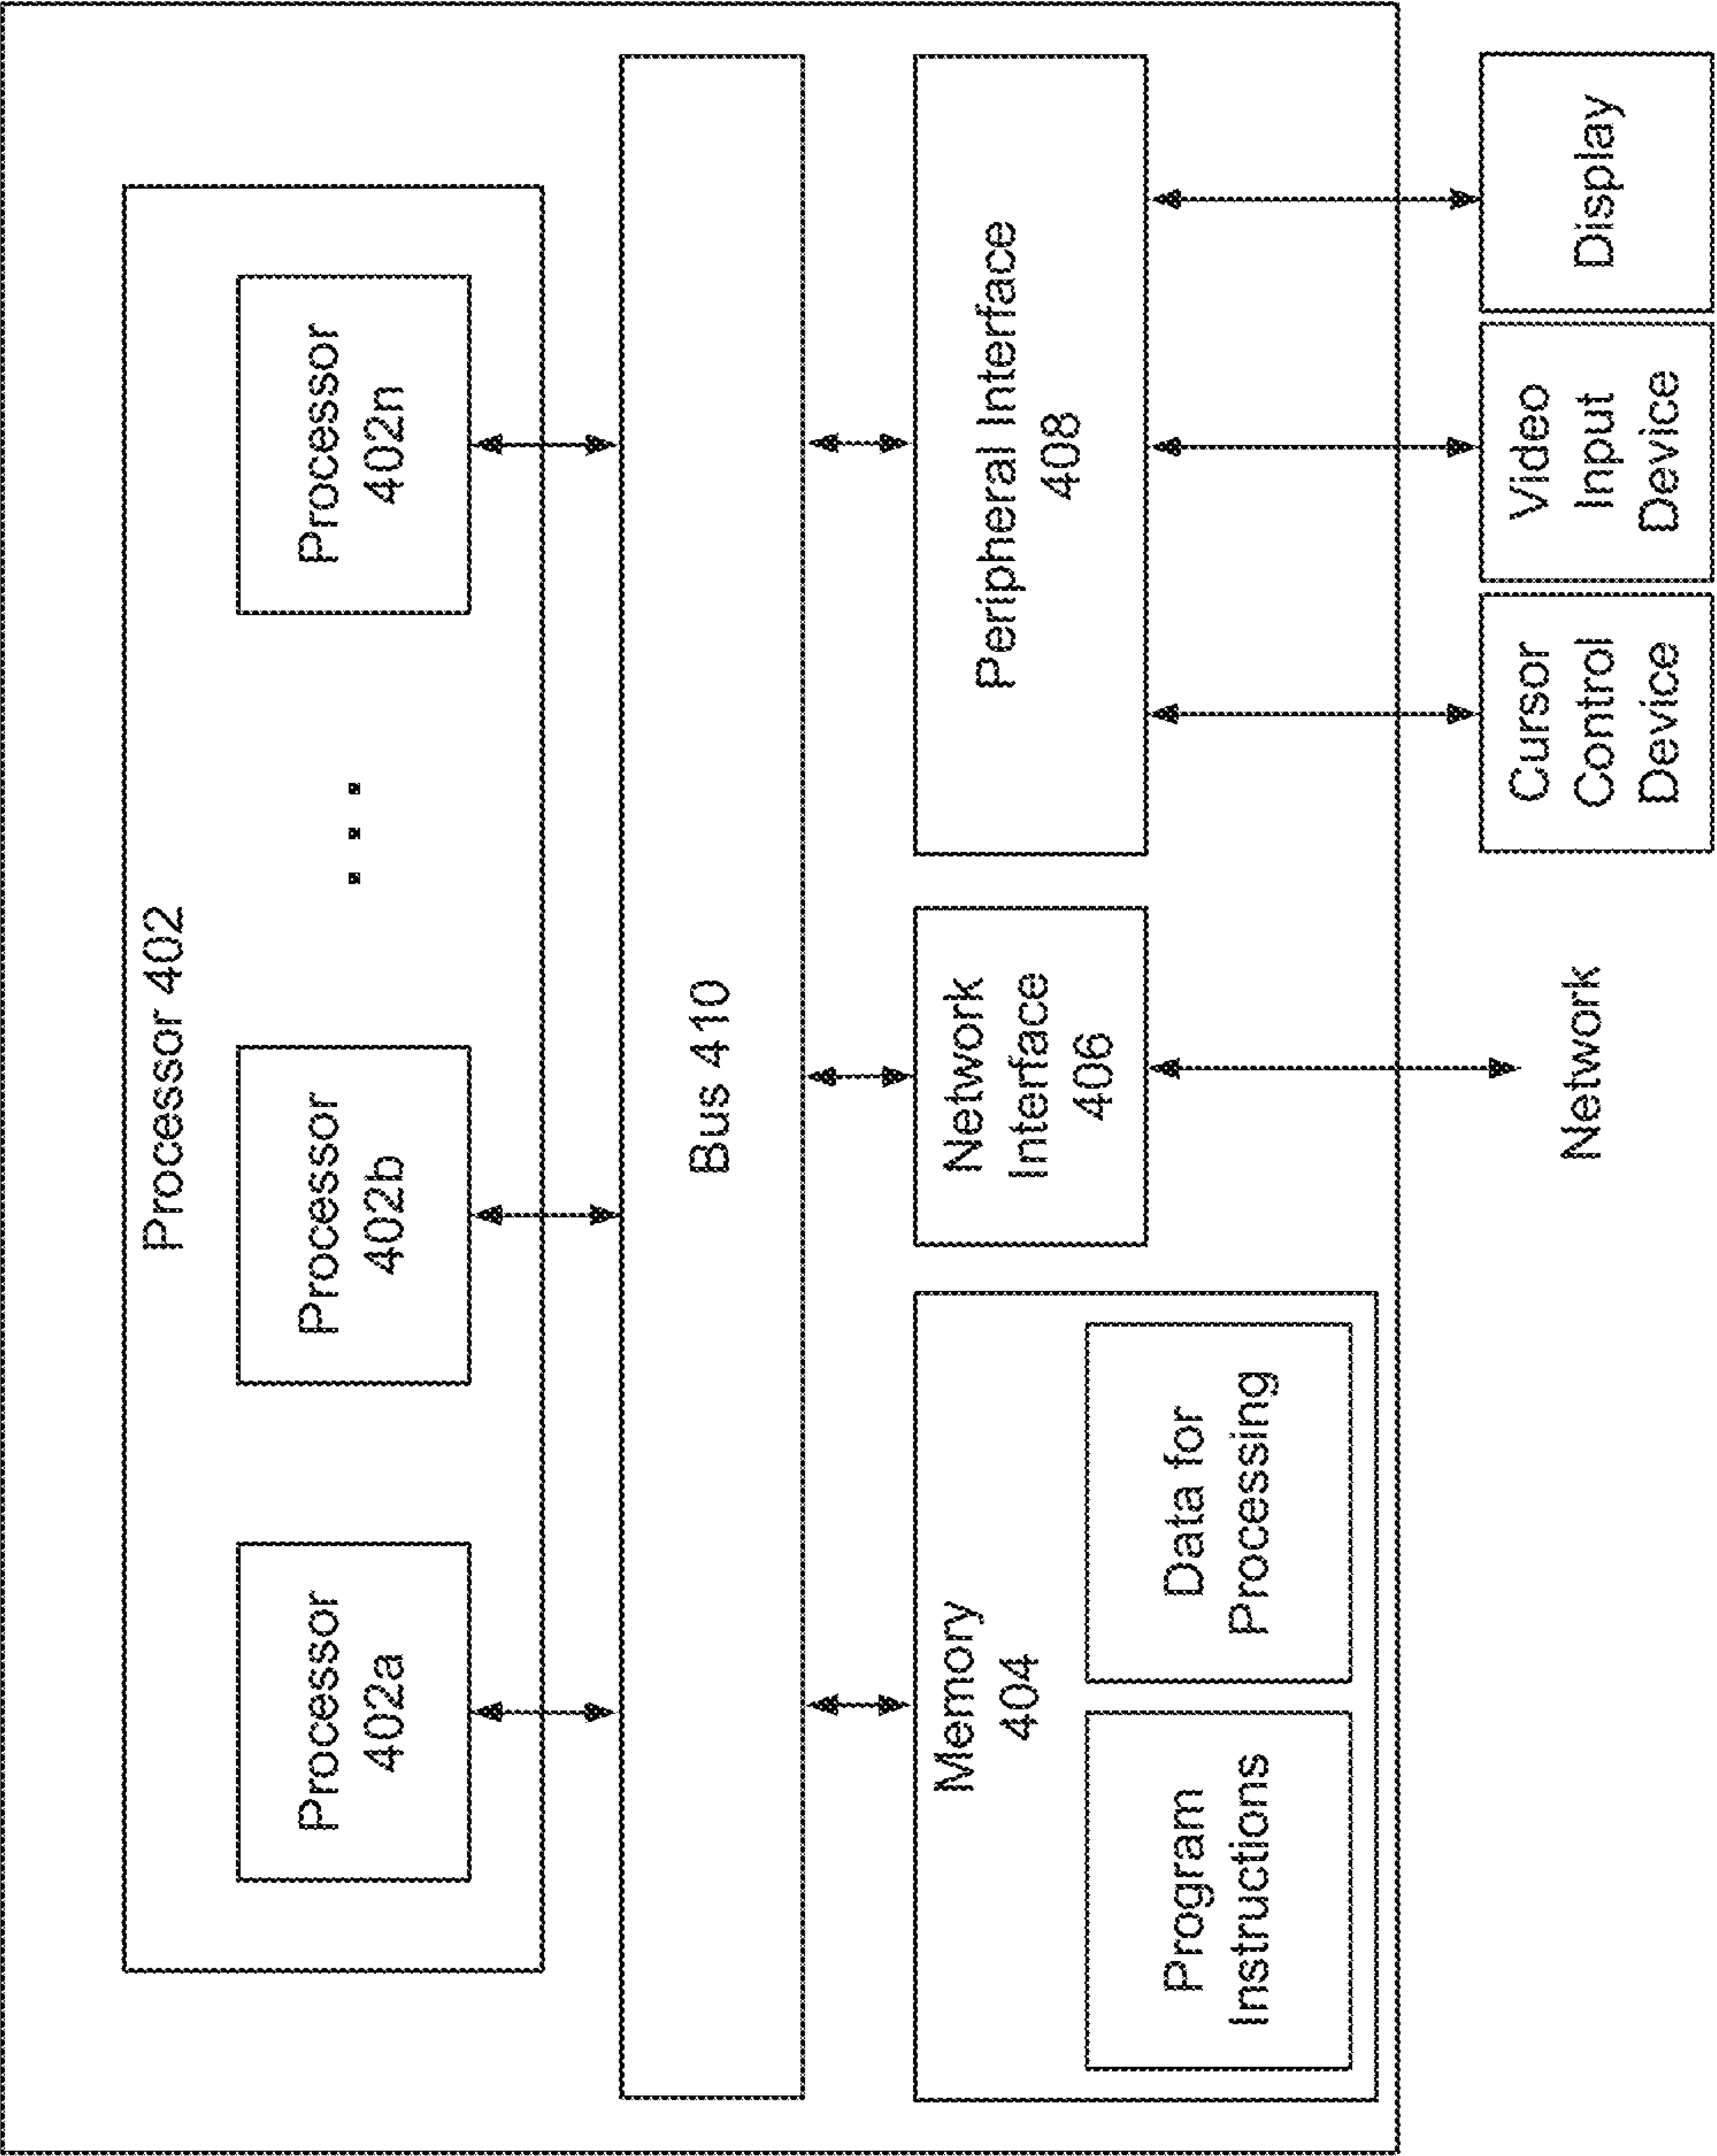 Processor 402
Processor
402a
Processor
402b
...
Processor
402n
Bus 410
Memory
404
Program
Instructions
Data for
Processing
Network
Interface
406
Peripheral Interface
408
Network
Cursor
Control
Device
Video
Input
Device
Display